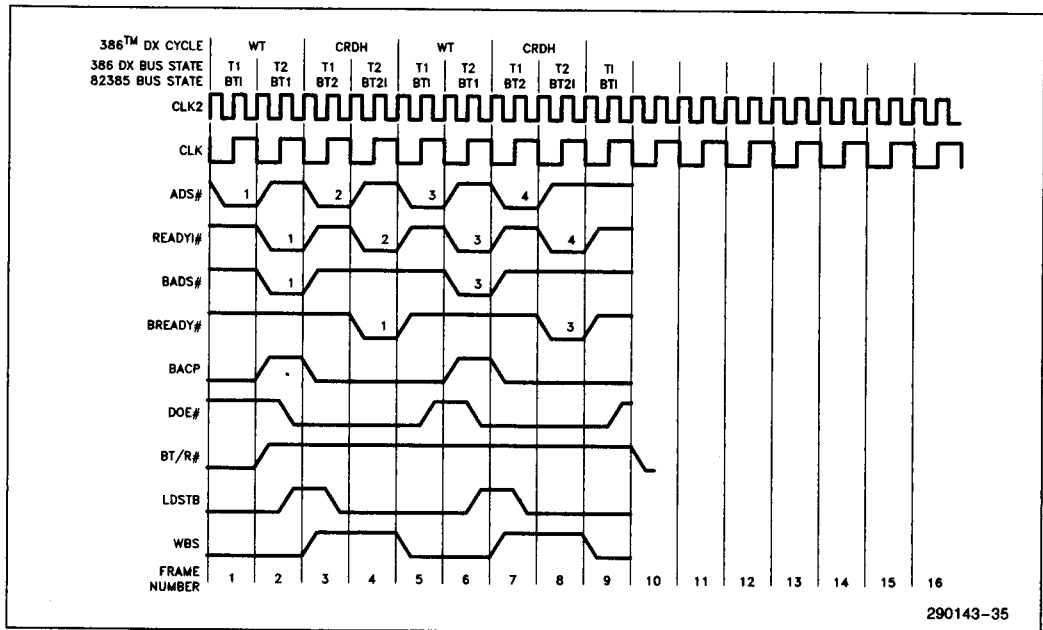 386™ DX CYCLE WT CRDH WT CRDH
386 DX BUS STATE T1 T2 T1 T2 T1 T2 T1 T2 TI
82385 BUS STATE BTI BT1 BT2 BT2I BTI BT1 BT2 BT2I BTI
CLK2
CLK
ADS# 1 2 3 4
READYI# 1 2 3 4
BADS# 1 3
BREADY# 1 3
BACP
DOE#
BT/R#
LDSTB
WBS
FRAME
NUMBER 1 2 3 4 5 6 7 8 9 10 11 12 13 14 15 16
290143-35